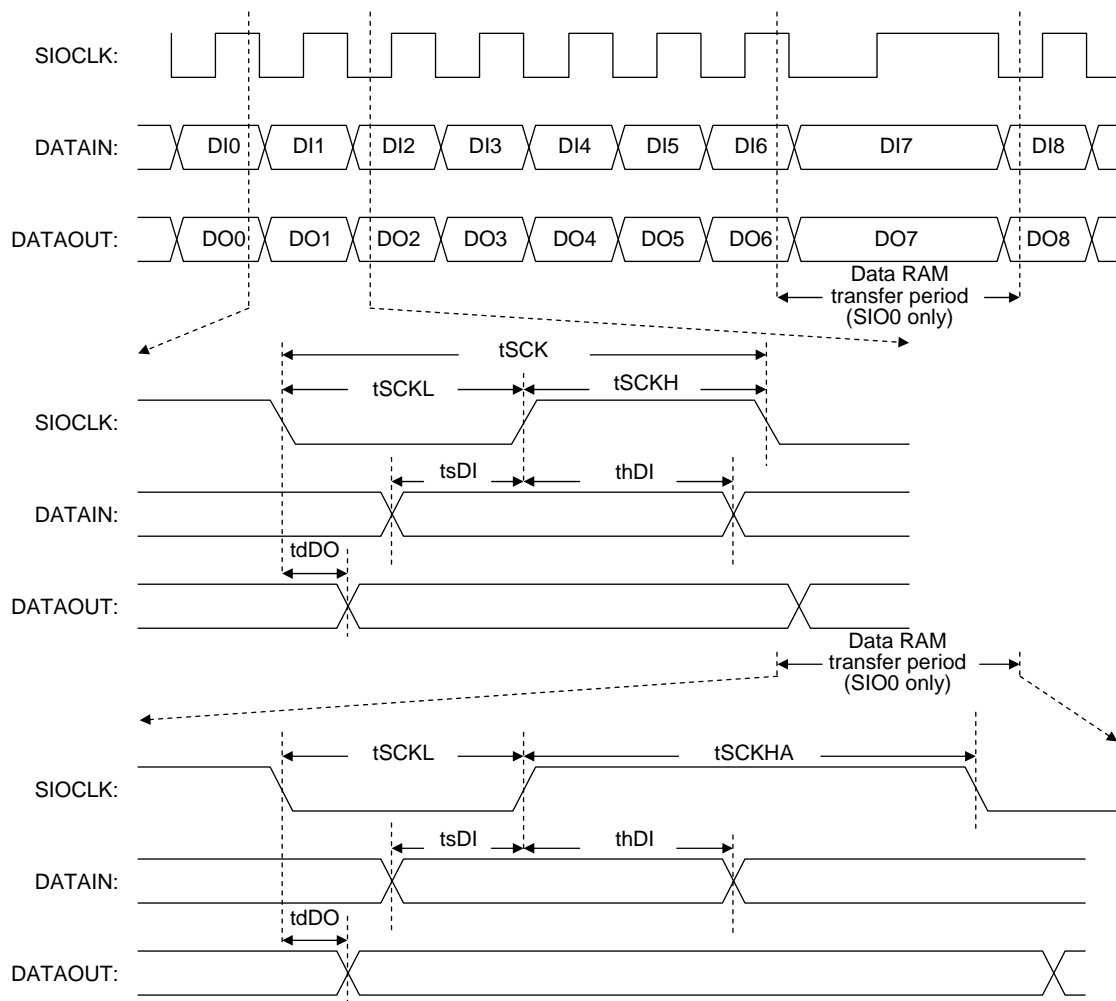 SIOCLK:
DATAIN: DI0 DI1 DI2 DI3 DI4 DI5 DI6 DI7 DI8
DATAOUT: DO0 DO1 DO2 DO3 DO4 DO5 DO6 DO7 DO8
Data RAM
transfer period
(SIO0 only)
tSCK
tSCKL tSCKH
SIOCLK:
tsDI thDI
DATAIN:
tdDO
DATAOUT:
Data RAM
transfer period
(SIO0 only)
tSCKL tSCKHA
SIOCLK:
tsDI thDI
DATAIN:
tdDO
DATAOUT: